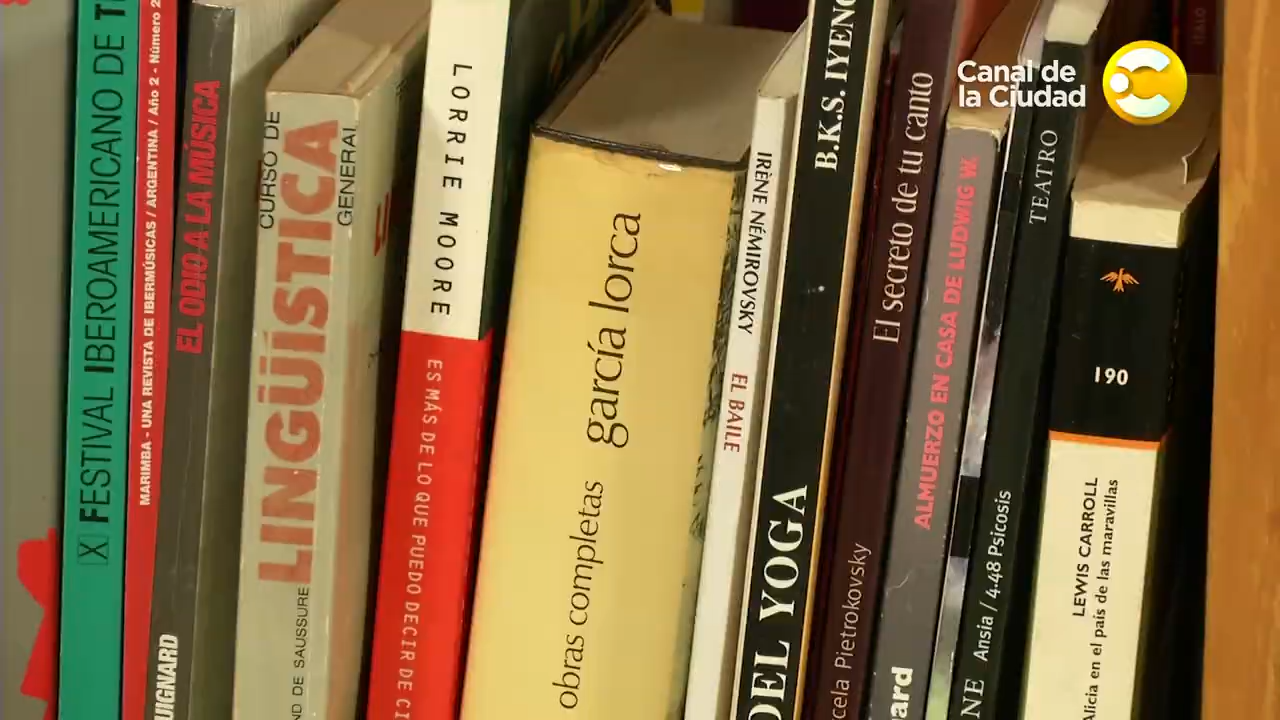 Canal de
la Ciudad
X FESTIVAL IBEROAMERICANO DE
MARIMBA - UNA REVISTA DE IBERMÚSICAS / ARGENTINA / Año 2 - Número 2
EL ODIO A LA MÚSICA
UIGNARD
CURSO DE
LINGÜÍSTICA
GENERAL
ND DE SAUSSURE
LORRIE MOORE
ES MÁS DE LO QUE PUEDO DECIR DE
obras completas garcía lorca
IRÈNE NÉMIROVSKY EL BAILE
B.K.S. IYENG
DEL YOGA
El secreto de tu canto
cela Pietrokovsky
ALMUERZO EN CASA DE LUDWIG W.
ard
TEATRO
NE Ansia / 4.48 Psicosis
190
LEWIS CARROLL
Alicia en el país de las maravillas